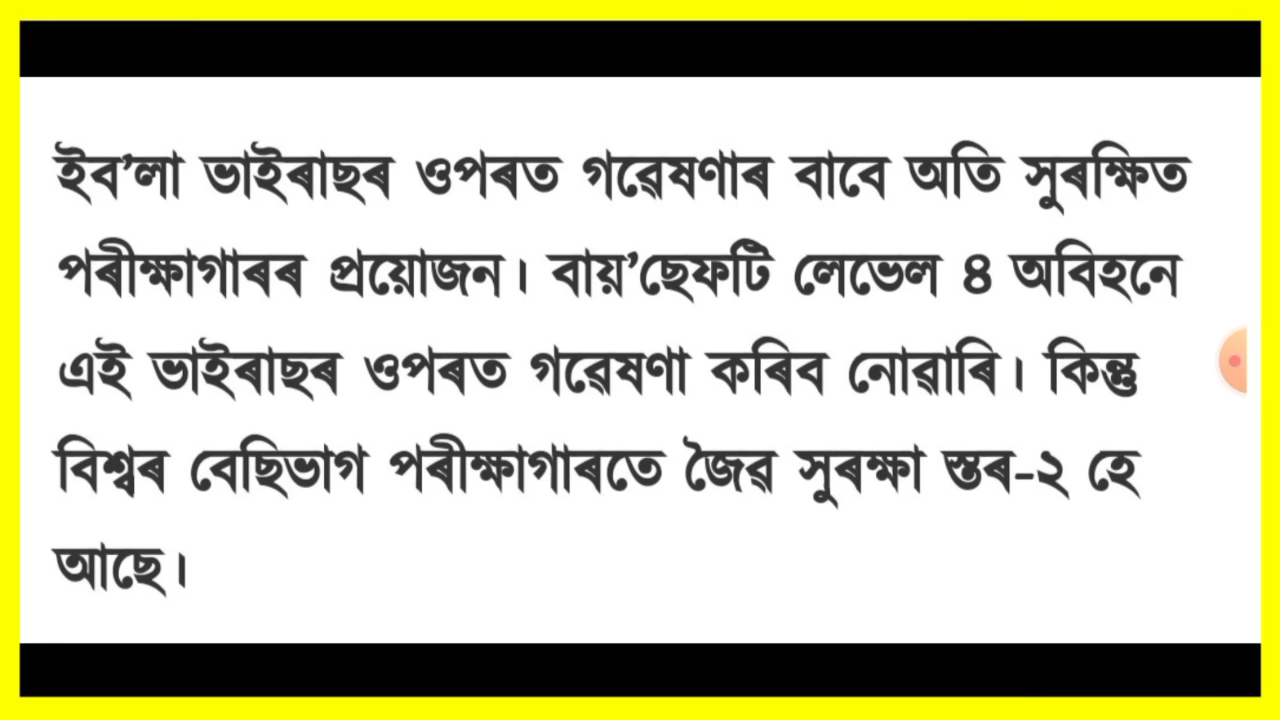 ইব’লা ভাইৰাছৰ ওপৰত গৱেষণাৰ বাবে অতি সুৰক্ষিত
পৰীক্ষাগাৰৰ প্ৰয়োজন। বায়’ছেফটি লেভেল ৪ অবিহনে
এই ভাইৰাছৰ ওপৰত গৱেষণা কৰিব নোৱাৰি। কিন্তু
বিশ্বৰ বেছিভাগ পৰীক্ষাগাৰতে জৈৱ সুৰক্ষা স্তৰ-২ হে
আছে।